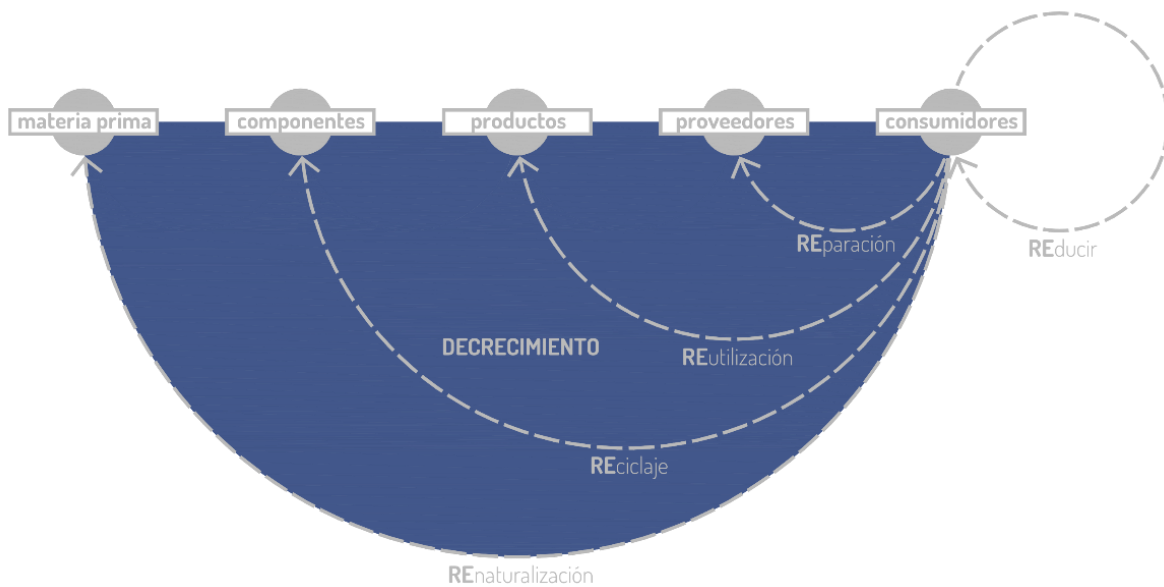 materia prima
componentes
productos
proveedores
consumidores
REparación
REducir
DECRECIMIENTO
REutilización
REciclaje
REnaturalización